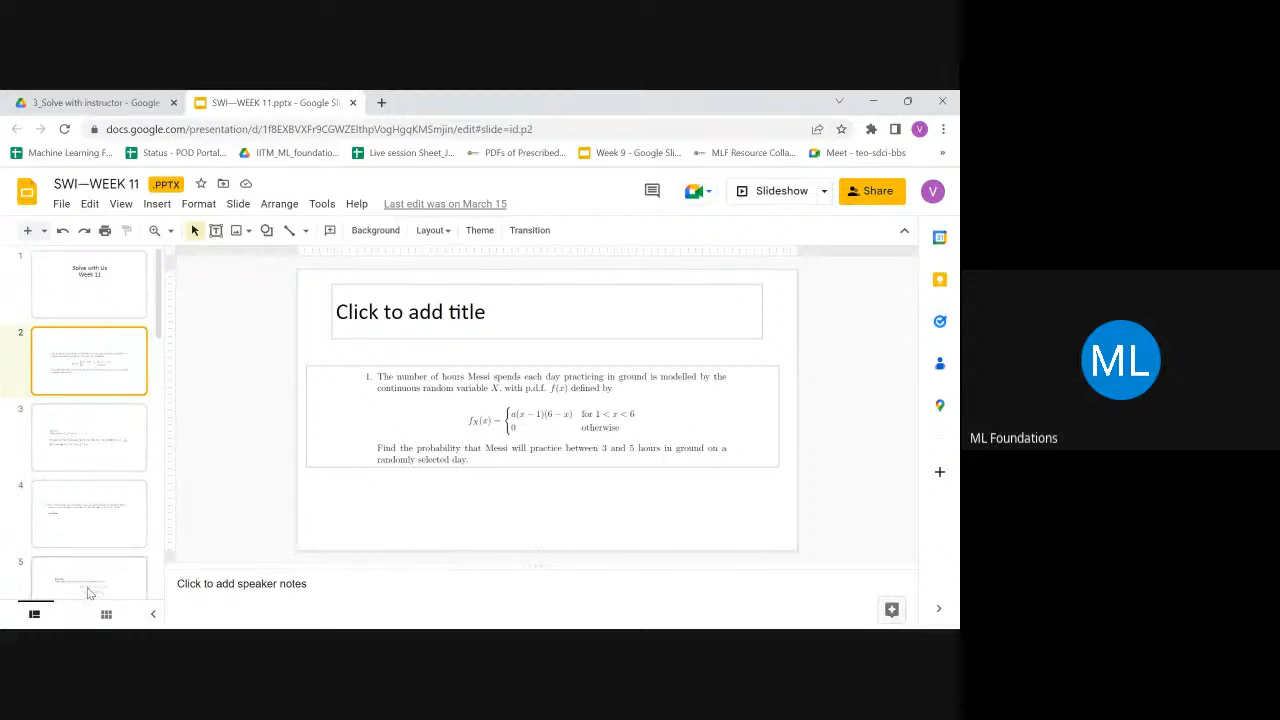 3_Solve with instructor - Google
SWI—WEEK 11.pptx - Google Sli
docs.google.com/presentation/d/1f8EXBVXFr9CGWZElthpVogHgqKMSmjin/edit#slide=id.p2
Machine Learning F...
Status - POD Portal...
IITM_ML_foundatio...
Live session Sheet_J...
PDFs of Prescribed...
Week 9 - Google Sli...
MLF Resource Colla...
Meet - teo-sdci-bbs
»
SWI—WEEK 11 .PPTX
File Edit View Insert Format Slide Arrange Tools Help Last edit was on March 15
Slideshow
Share
V
Background Layout Theme Transition
1
Solve with Us
Week 11
2
3
4
5
Click to add title
1. The number of hours Messi spends each day practicing in ground is modelled by the
continuous random variable X, with p.d.f. f(x) defined by
fX(x) = { a(x − 1)(6 − x) for 1 < x < 6
0 otherwise
Find the probability that Messi will practice between 3 and 5 hours in ground on a
randomly selected day.
Click to add speaker notes
ML
ML Foundations